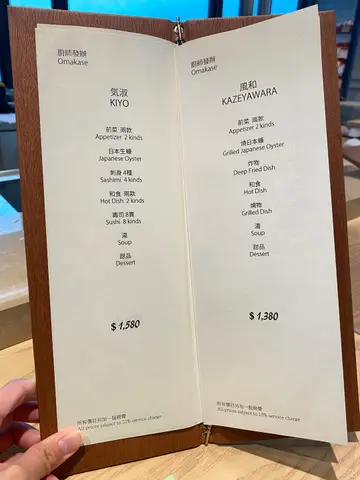 廚師發辦
Omakase
気淑
KIYO
前菜 兩款
Appetizer 2 kinds
日本生蠔
Japanese Oyster
刺身 4種
Sashimi 4 kinds
和食 兩款
Hot Dish 2 kinds
壽司 8貫
Sushi 8 kinds
湯
Soup
甜品
Dessert
$ 1,580
所有價目另加一服務費
All prices subject to 10% service charge
廚師發辦
Omakase
風和
KAZEYAWARA
前菜 兩款
Appetizer 2 kinds
燒日本蠔
Grilled Japanese Oyster
炸物
Deep Fried Dish
和食
Hot Dish
燒物
Grilled Dish
湯
Soup
甜品
Dessert
$ 1,380
所有價目另加一服務費
All prices subject to 10% service charge